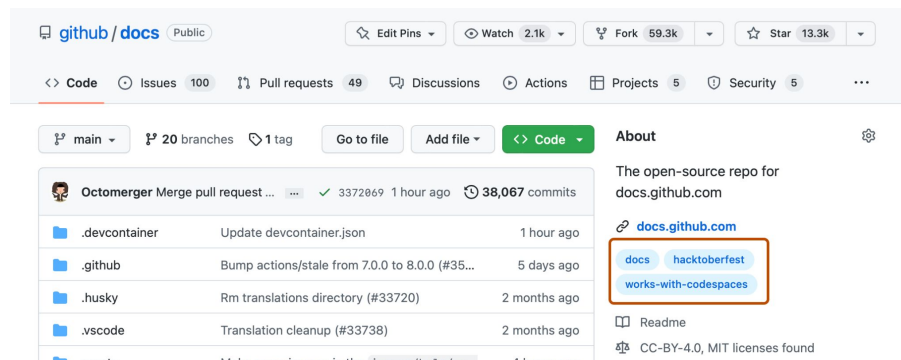 github / docs Public Edit Pins Watch 2.1k Fork 59.3k Star 13.3k
<> Code Issues 100 Pull requests 49 Discussions Actions Projects 5 Security 5 ...
main 20 branches 1 tag Go to file Add file <> Code
About
The open-source repo for
docs.github.com
docs.github.com
docs hacktoberfest
works-with-codespaces
Readme
CC-BY-4.0, MIT licenses found
Octomerger Merge pull request ... ... 3372069 1 hour ago 38,067 commits
.devcontainer Update devcontainer.json 1 hour ago
.github Bump actions/stale from 7.0.0 to 8.0.0 (#35... 5 days ago
.husky Rm translations directory (#33720) 2 months ago
.vscode Translation cleanup (#33738) 2 months ago